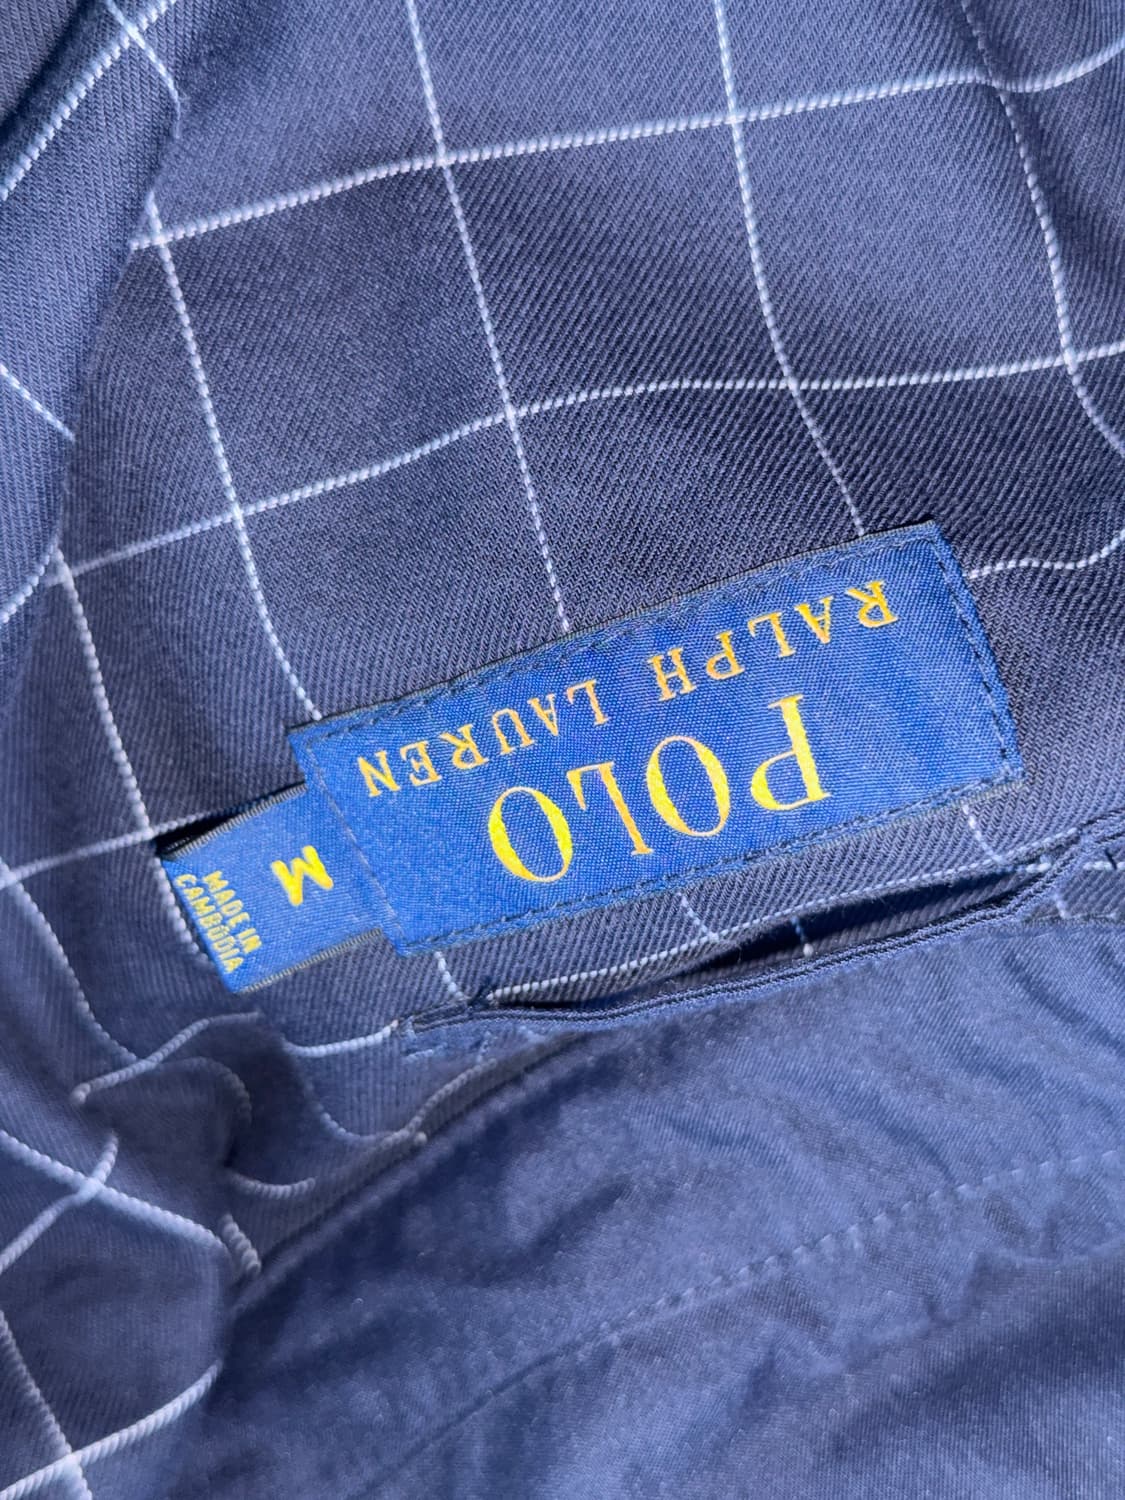 POLO
RALPH LAUREN
M
MADE IN
CAMBODIA